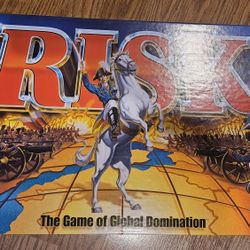 RISK
The Game of Global Domination